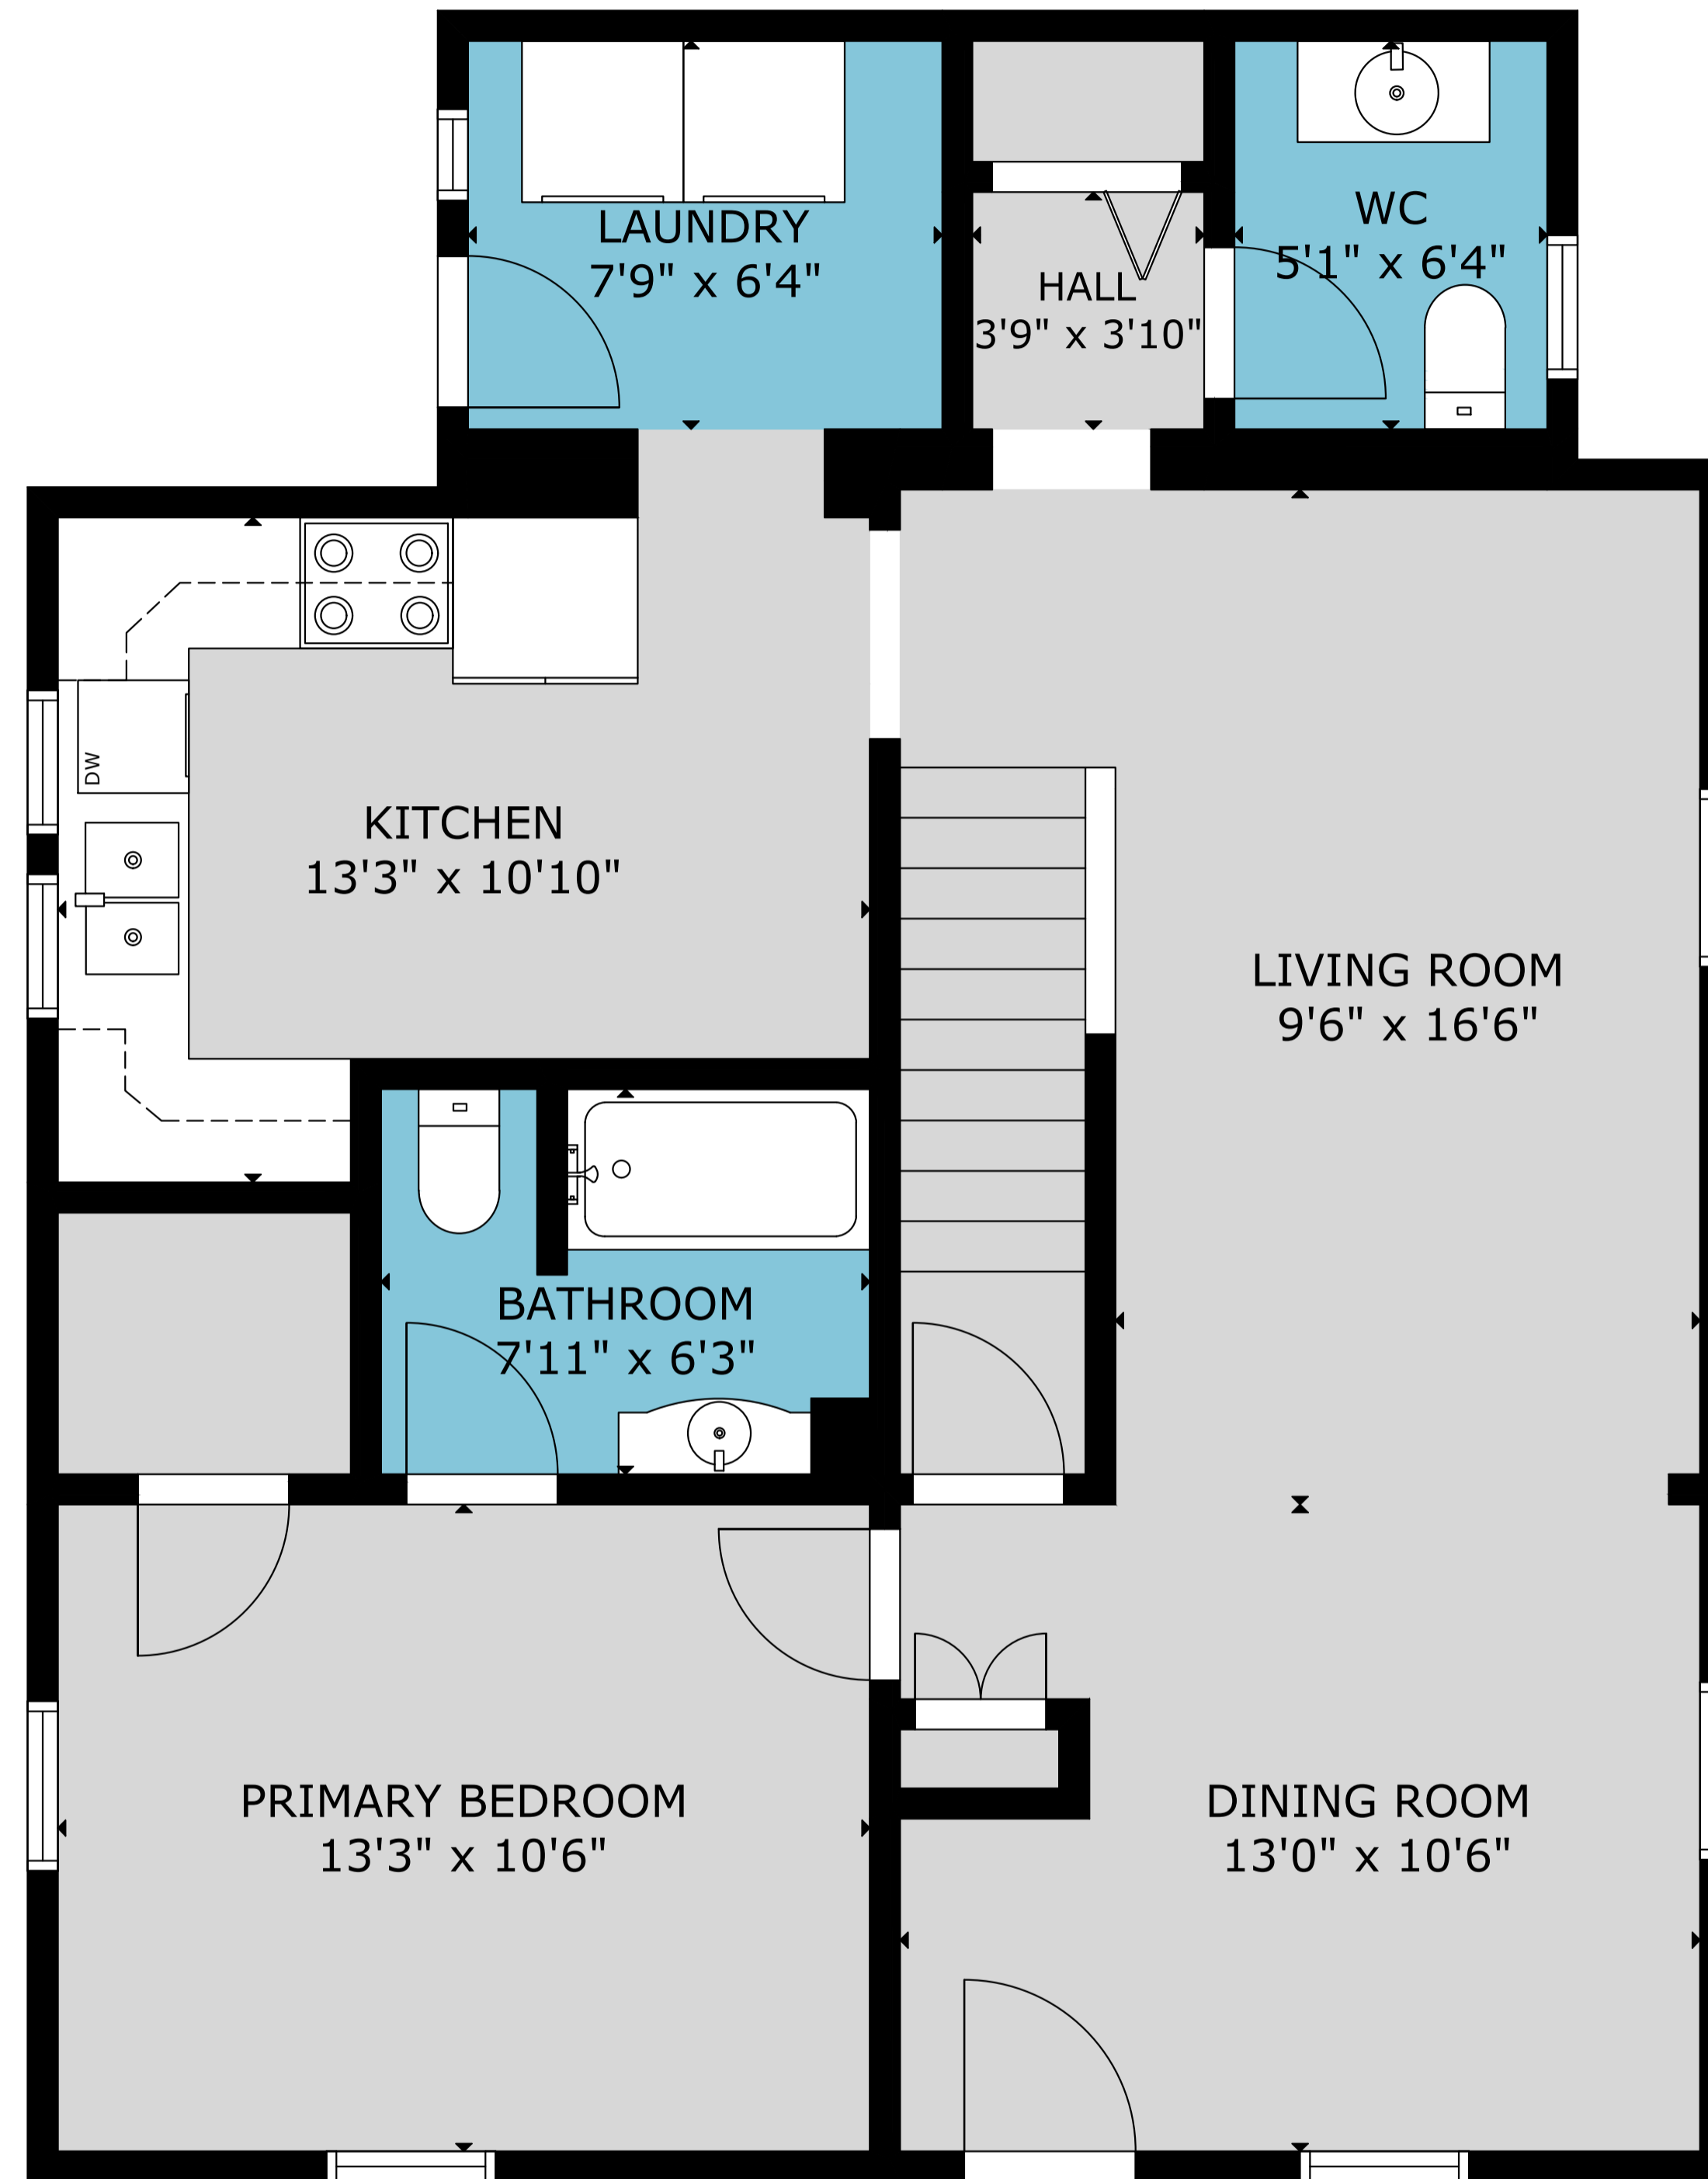 LAUNDRY
7'9" x 6'4"
HALL
3'9" x 3'10"
WC
5'1" x 6'4"
DW
KITCHEN
13'3" x 10'10"
LIVING ROOM
9'6" x 16'6"
BATHROOM
7'11" x 6'3"
PRIMARY BEDROOM
13'3" x 10'6"
DINING ROOM
13'0" x 10'6"